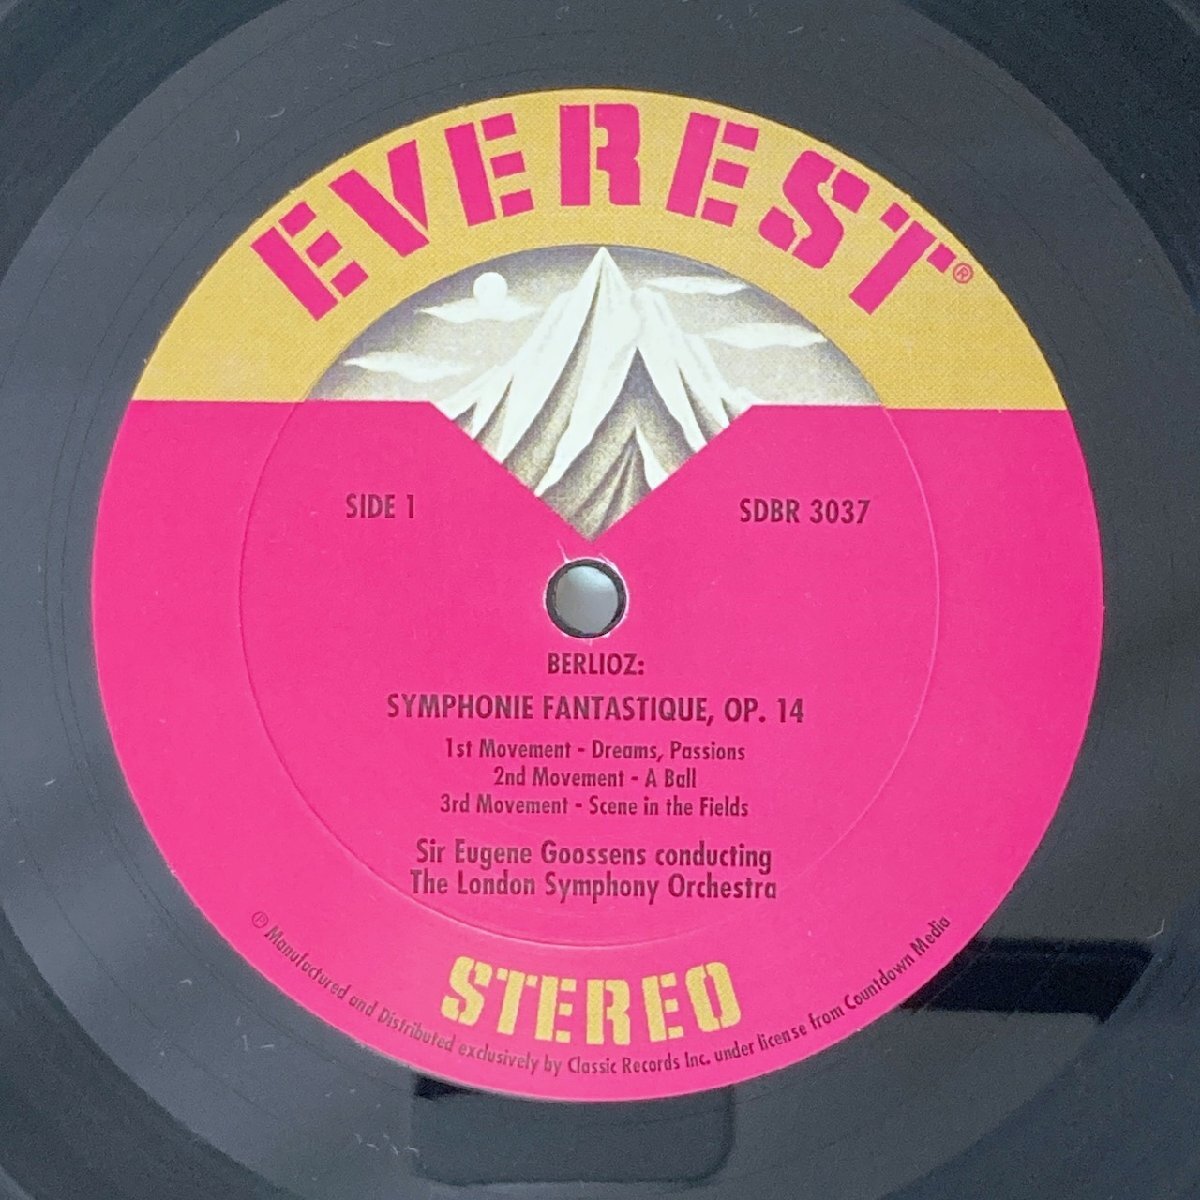 EVEREST®
SIDE 1
SDBR 3037
BERLIOZ:
SYMPHONIE FANTASTIQUE, OP. 14
1st Movement - Dreams, Passions
2nd Movement - A Ball
3rd Movement - Scene in the Fields
Sir Eugene Goossens conducting
The London Symphony Orchestra
STEREO
℗ Manufactured and Distributed exclusively by Classic Records Inc. under license from Countdown Media